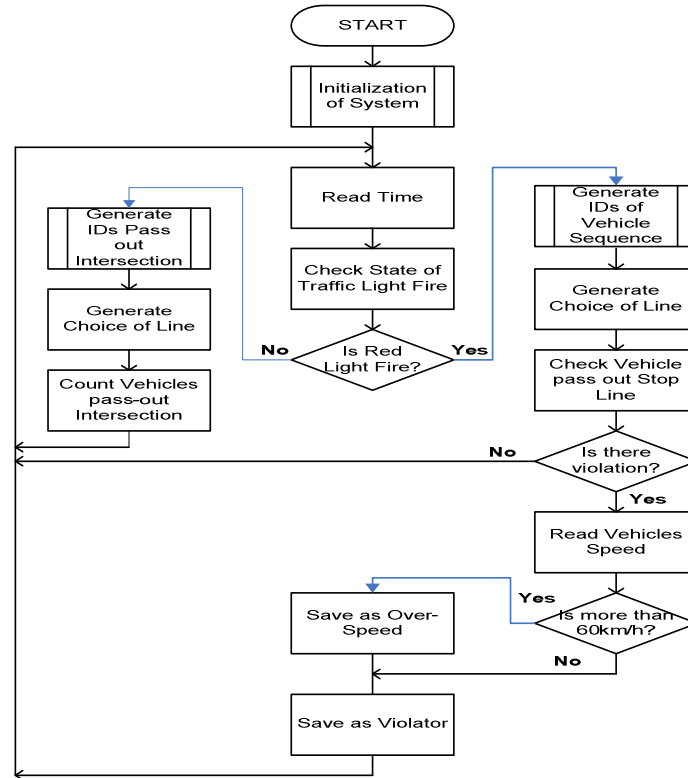 START
Initialization
of System
Read Time
Check State of
Traffic Light Fire
Is Red
Light Fire?
No
Yes
Generate
IDs Pass
out
Intersection
Generate
Choice of Line
Count Vehicles
pass-out
Intersection
Generate
IDs of
Vehicle
Sequence
Generate
Choice of Line
Check Vehicle
pass out Stop
Line
Is there
violation?
No
Yes
Read Vehicles
Speed
Is more than
60km/h?
Yes
No
Save as Over-
Speed
Save as Violator